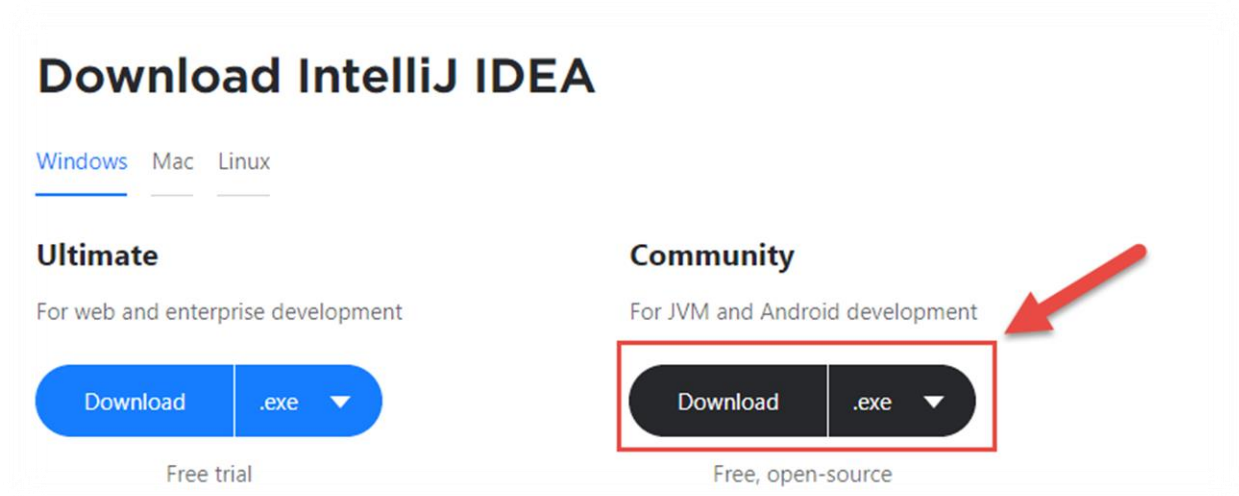 Download IntelliJ IDEA
Windows Mac Linux
Ultimate
For web and enterprise development
Download .exe
Free trial
Community
For JVM and Android development
Download .exe
Free, open-source